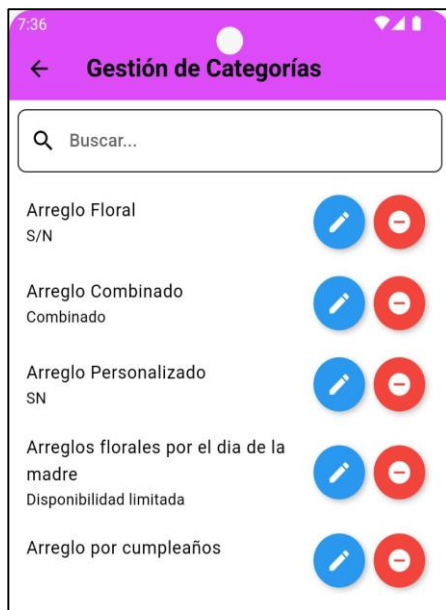 7:36
Gestión de Categorías
Buscar...
Arreglo Floral
S/N
Arreglo Combinado
Combinado
Arreglo Personalizado
SN
Arreglos florales por el dia de la
madre
Disponibilidad limitada
Arreglo por cumpleaños